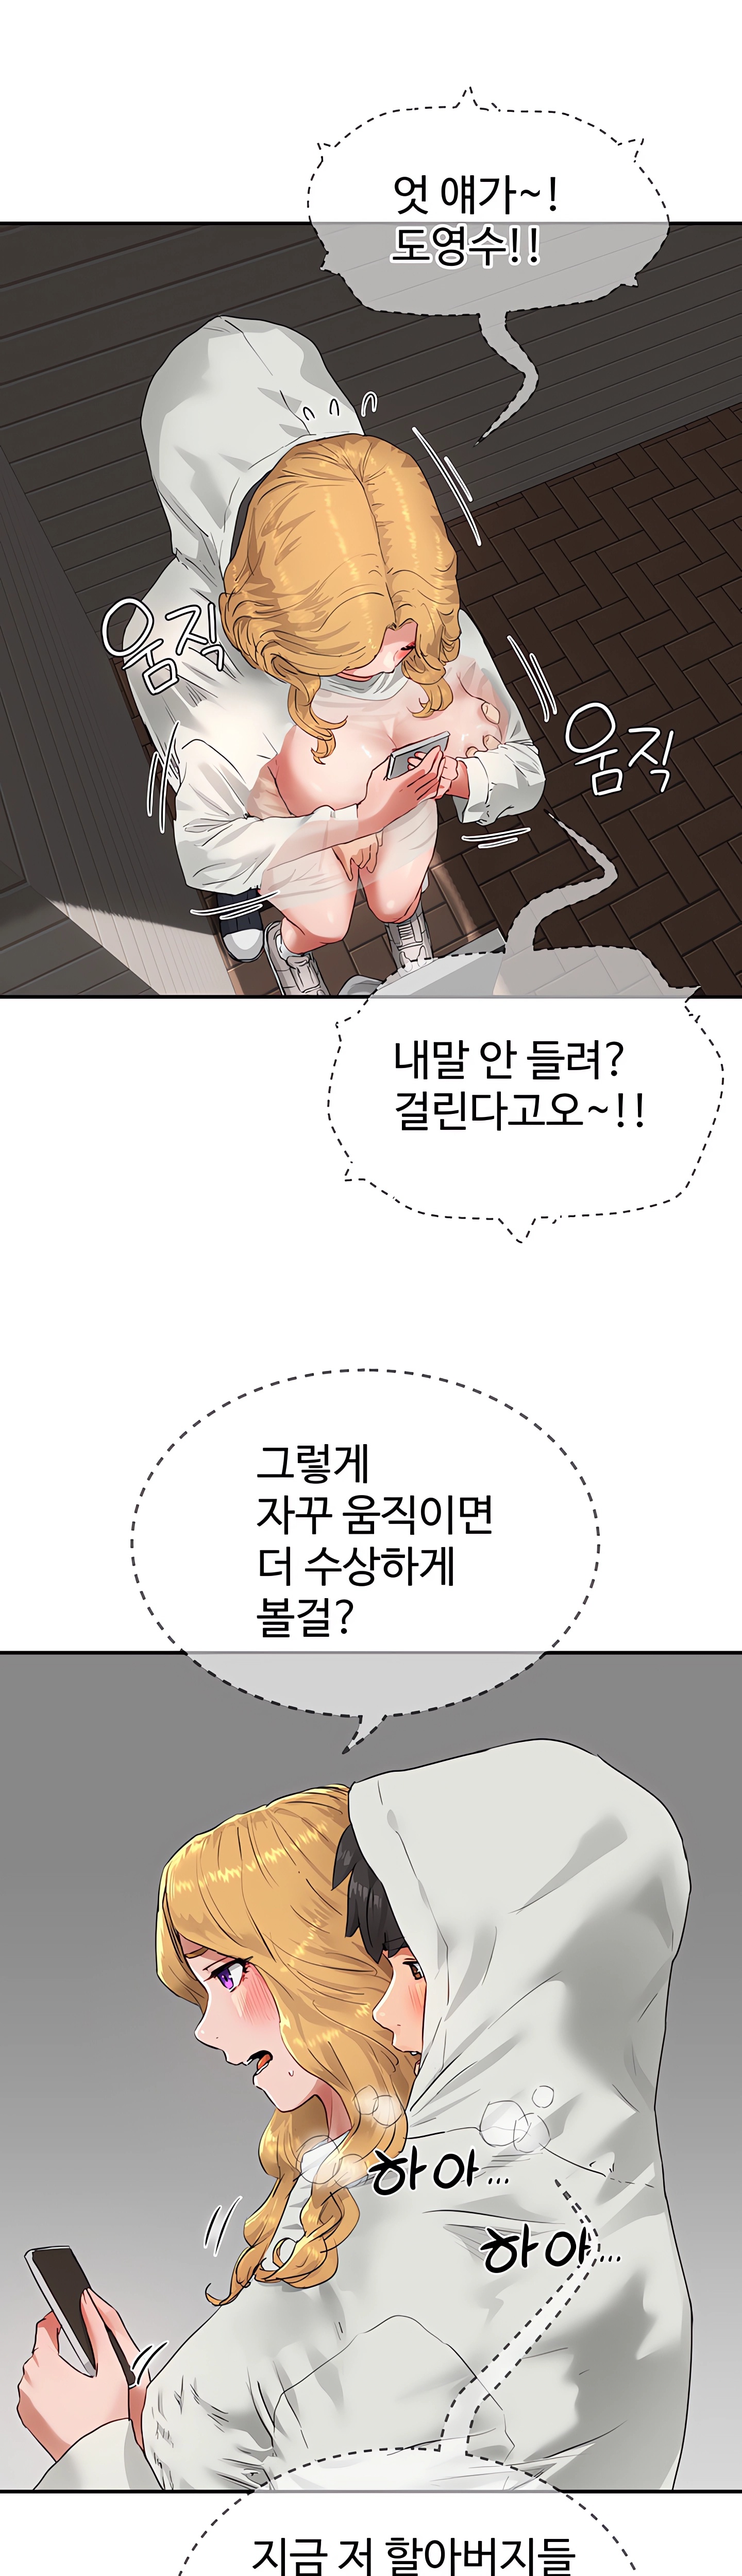 엇 얘가~!
도영수!!
움직
움직
내말 안 들려?
걸린다고오~!!
그렇게
자꾸 움직이면
더 수상하게
볼걸?
하아...
하아...
지금 저 할아버지들